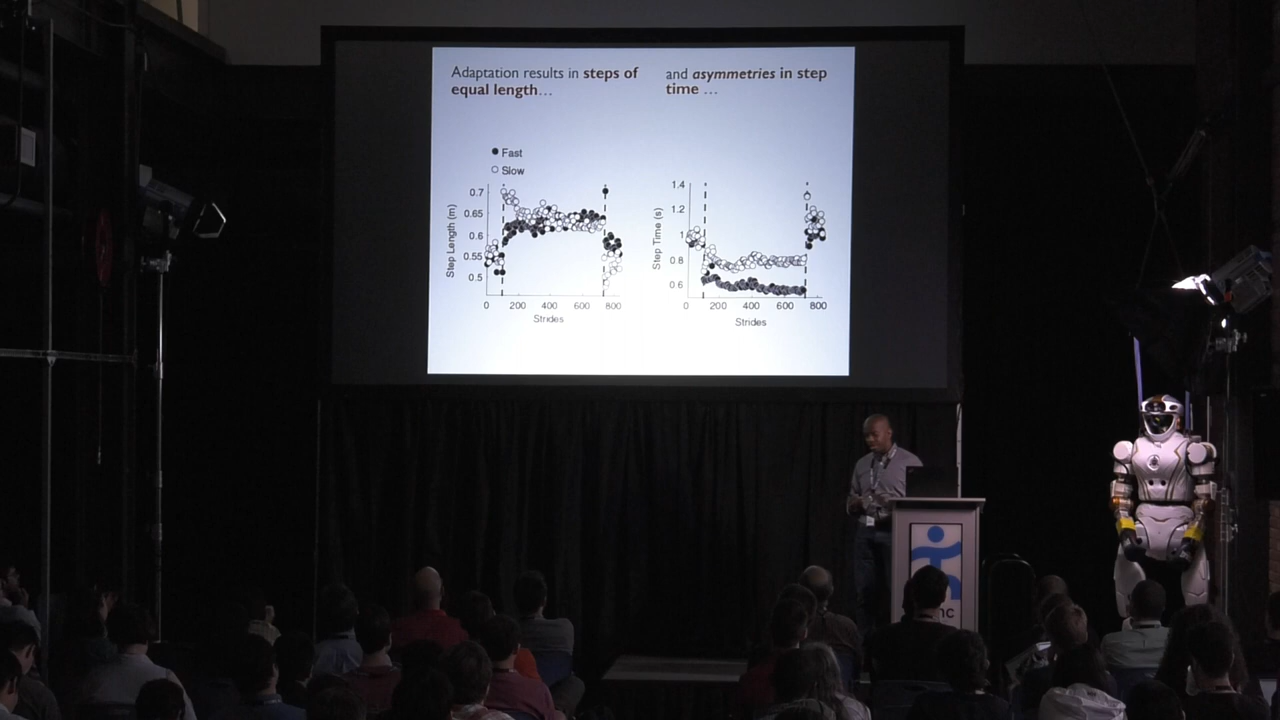 Adaptation results in steps of
equal length...
and asymmetries in step
time ...
Fast
Slow
Step Length (m)
0.7
0.65
0.6
0.55
0.5
0
200
400
600
800
Strides
Step Time (s)
1.4
1.2
1
0.8
0.6
0
200
400
600
800
Strides